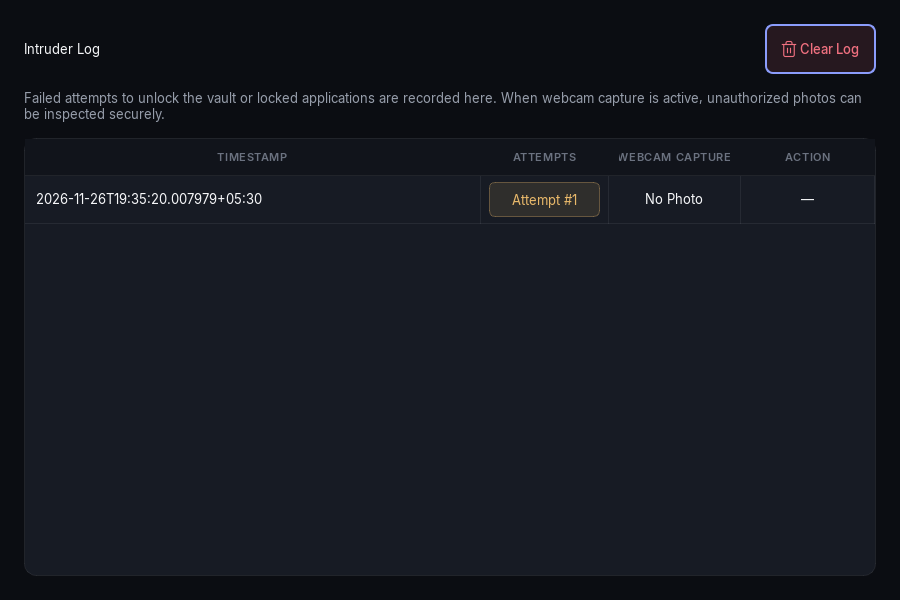 Intruder Log
Clear Log
Failed attempts to unlock the vault or locked applications are recorded here. When webcam capture is active, unauthorized photos can
be inspected securely.
TIMESTAMP
ATTEMPTS
WEBCAM CAPTURE
ACTION
2026-11-26T19:35:20.007979+05:30
Attempt #1
No Photo
—